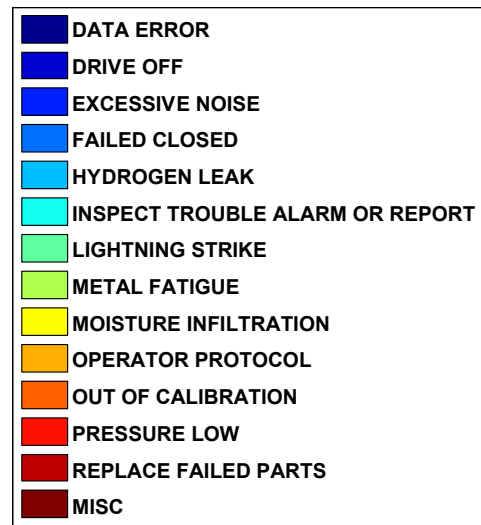 DATA ERROR
DRIVE OFF
EXCESSIVE NOISE
FAILED CLOSED
HYDROGEN LEAK
INSPECT TROUBLE ALARM OR REPORT
LIGHTNING STRIKE
METAL FATIGUE
MOISTURE INFILTRATION
OPERATOR PROTOCOL
OUT OF CALIBRATION
PRESSURE LOW
REPLACE FAILED PARTS
MISC